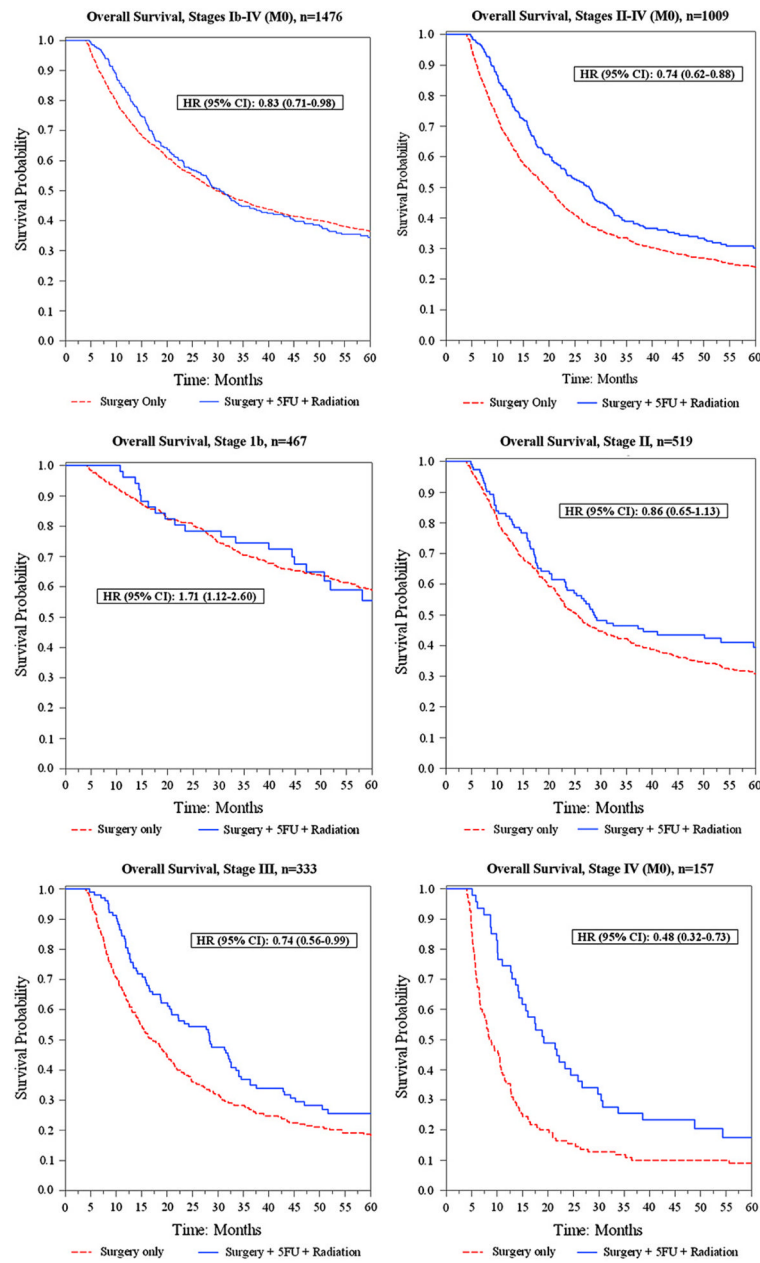 Overall Survival, Stages Ib-IV (M0), n=1476
Survival Probability
1.0
0.9
0.8
0.7
0.6
0.5
0.4
0.3
0.2
0.1
0.0
HR (95% CI): 0.83 (0.71-0.98)
0 5 10 15 20 25 30 35 40 45 50 55 60
Time: Months
Surgery Only Surgery + 5FU + Radiation
Overall Survival, Stages II-IV (M0), n=1009
Survival Probability
1.0
0.9
0.8
0.7
0.6
0.5
0.4
0.3
0.2
0.1
0.0
HR (95% CI): 0.74 (0.62-0.88)
0 5 10 15 20 25 30 35 40 45 50 55 60
Time: Months
Surgery Only Surgery + 5FU + Radiation
Overall Survival, Stage 1b, n=467
Survival Probability
1.0
0.9
0.8
0.7
0.6
0.5
0.4
0.3
0.2
0.1
0.0
HR (95% CI): 1.71 (1.12-2.60)
0 5 10 15 20 25 30 35 40 45 50 55 60
Time: Months
Surgery only Surgery + 5FU + Radiation
Overall Survival, Stage II, n=519
Survival Probability
1.0
0.9
0.8
0.7
0.6
0.5
0.4
0.3
0.2
0.1
0.0
HR (95% CI): 0.86 (0.65-1.13)
0 5 10 15 20 25 30 35 40 45 50 55 60
Time: Months
Surgery only Surgery + 5FU + Radiation
Overall Survival, Stage III, n=333
Survival Probability
1.0
0.9
0.8
0.7
0.6
0.5
0.4
0.3
0.2
0.1
0.0
HR (95% CI): 0.74 (0.56-0.99)
0 5 10 15 20 25 30 35 40 45 50 55 60
Time: Months
Surgery only Surgery + 5FU + Radiation
Overall Survival, Stage IV (M0), n=157
Survival Probability
1.0
0.9
0.8
0.7
0.6
0.5
0.4
0.3
0.2
0.1
0.0
HR (95% CI): 0.48 (0.32-0.73)
0 5 10 15 20 25 30 35 40 45 50 55 60
Time: Months
Surgery only Surgery + 5FU + Radiation